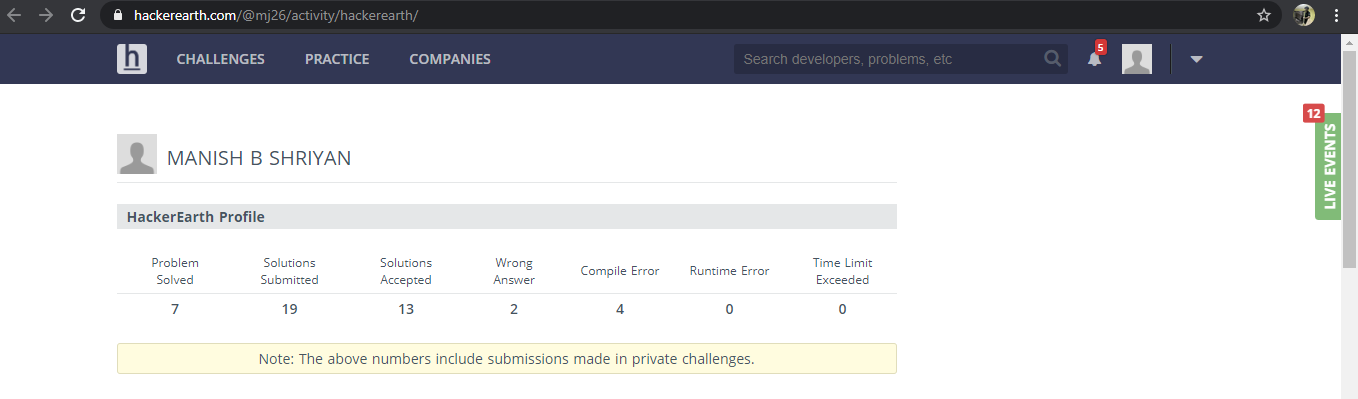 hackerearth.com/@mj26/activity/hackerearth/
h CHALLENGES PRACTICE COMPANIES Search developers, problems, etc 5
12
LIVE EVENTS
MANISH B SHRIYAN
HackerEarth Profile
Problem Solutions Solutions Wrong Compile Error Runtime Error Time Limit
Solved Submitted Accepted Answer Exceeded
7 19 13 2 4 0 0
Note: The above numbers include submissions made in private challenges.